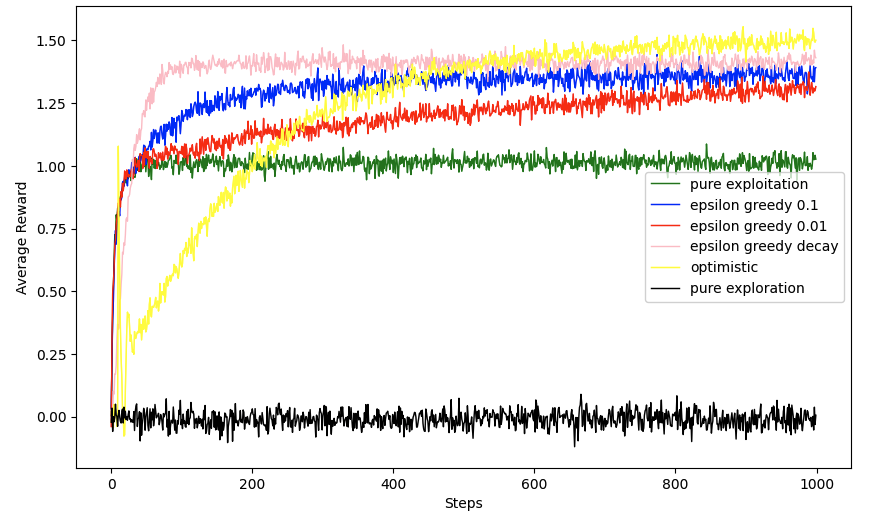 1.50
1.25
1.00
0.75
0.50
0.25
0.00
Average Reward
pure exploitation
epsilon greedy 0.1
epsilon greedy 0.01
epsilon greedy decay
optimistic
pure exploration
0 200 400 600 800 1000
Steps